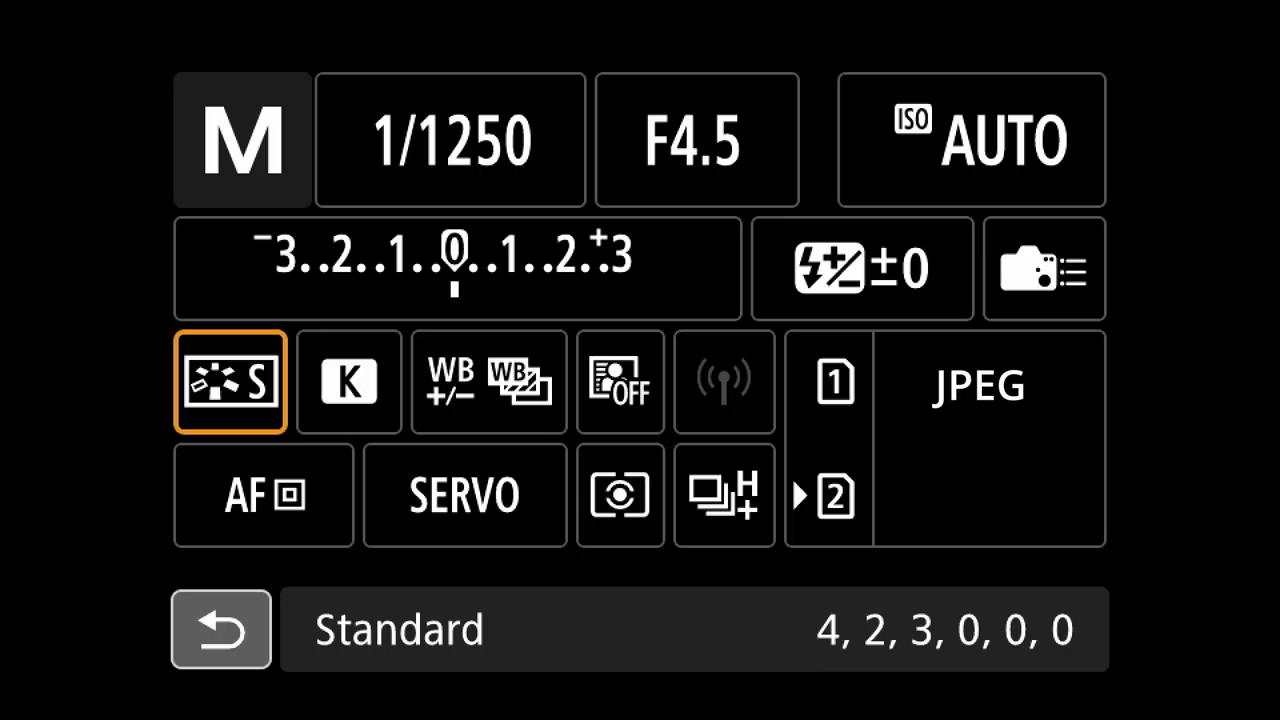 M 1/1250 F4.5 ISO AUTO
−3..2..1..0..1..2.+.3 ±0
S K WB +/− WB OFF 1 JPEG
AF SERVO H+ 2
Standard 4, 2, 3, 0, 0, 0